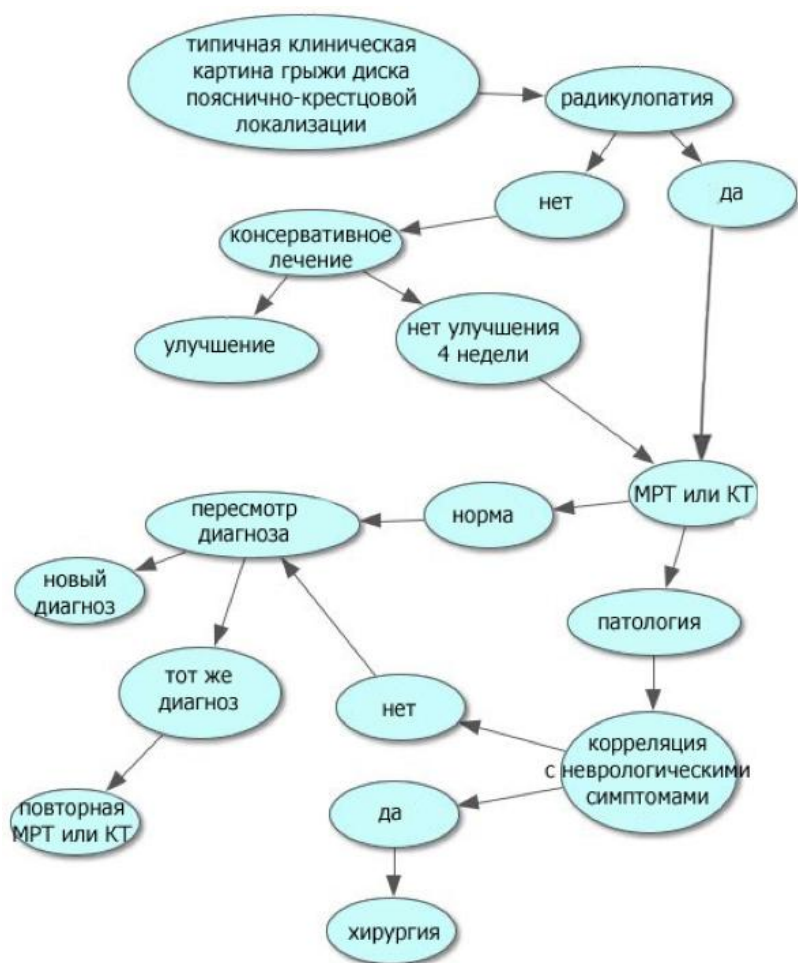 типичная клиническая
картина грыжи диска
пояснично-крестцовой
локализации
радикулопатия
нет
да
консервативное
лечение
улучшение
нет улучшения
4 недели
МРТ или КТ
норма
пересмотр
диагноза
новый
диагноз
патология
тот же
диагноз
нет
корреляция
с неврологическими
симптомами
повторная
МРТ или КТ
да
хирургия